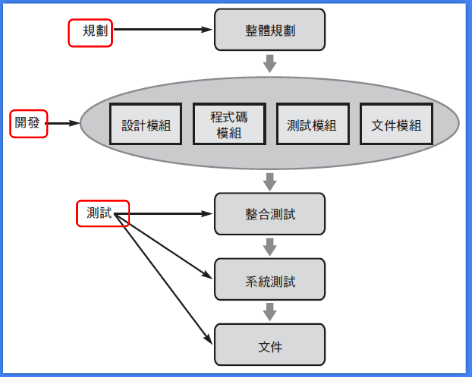 規劃
整體規劃
開發
設計模組
程式碼
模組
測試模組
文件模組
測試
整合測試
系統測試
文件